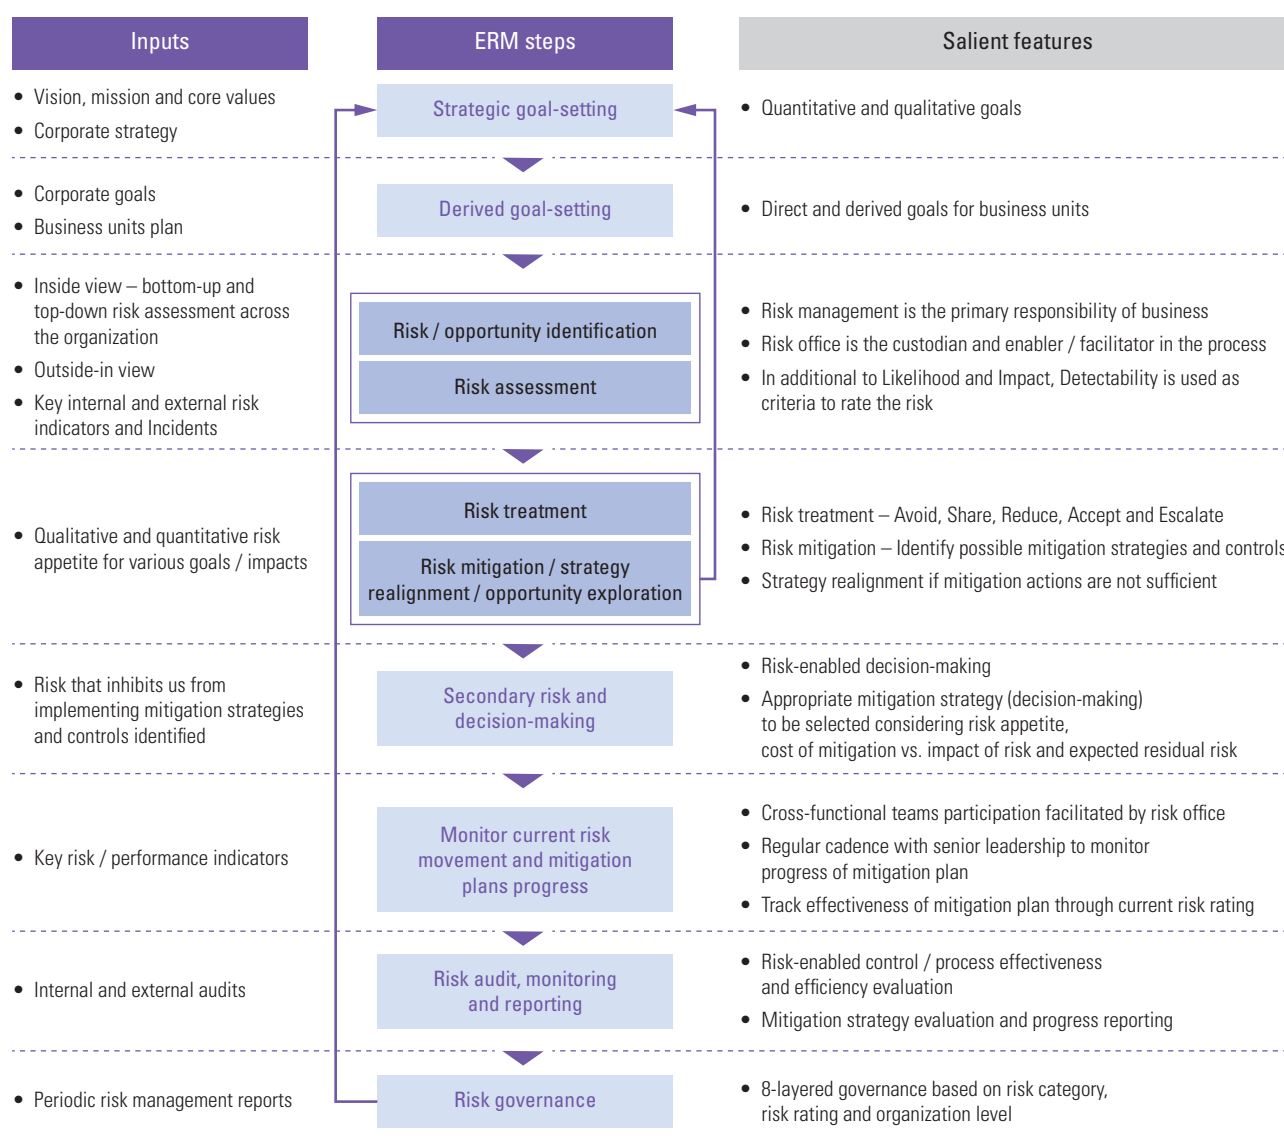 Inputs
ERM steps
Salient features
• Vision, mission and core values
• Corporate strategy
Strategic goal-setting
• Quantitative and qualitative goals
• Corporate goals
• Business units plan
Derived goal-setting
• Direct and derived goals for business units
• Inside view – bottom-up and
top-down risk assessment across
the organization
• Outside-in view
• Key internal and external risk
indicators and Incidents
Risk / opportunity identification
Risk assessment
• Risk management is the primary responsibility of business
• Risk office is the custodian and enabler / facilitator in the process
• In additional to Likelihood and Impact, Detectability is used as
criteria to rate the risk
• Qualitative and quantitative risk
appetite for various goals / impacts
Risk treatment
Risk mitigation / strategy
realignment / opportunity exploration
• Risk treatment – Avoid, Share, Reduce, Accept and Escalate
• Risk mitigation – Identify possible mitigation strategies and controls
• Strategy realignment if mitigation actions are not sufficient
• Risk that inhibits us from
implementing mitigation strategies
and controls identified
Secondary risk and
decision-making
• Risk-enabled decision-making
• Appropriate mitigation strategy (decision-making)
to be selected considering risk appetite,
cost of mitigation vs. impact of risk and expected residual risk
• Key risk / performance indicators
Monitor current risk
movement and mitigation
plans progress
• Cross-functional teams participation facilitated by risk office
• Regular cadence with senior leadership to monitor
progress of mitigation plan
• Track effectiveness of mitigation plan through current risk rating
• Internal and external audits
Risk audit, monitoring
and reporting
• Risk-enabled control / process effectiveness
and efficiency evaluation
• Mitigation strategy evaluation and progress reporting
• Periodic risk management reports
Risk governance
• 8-layered governance based on risk category,
risk rating and organization level